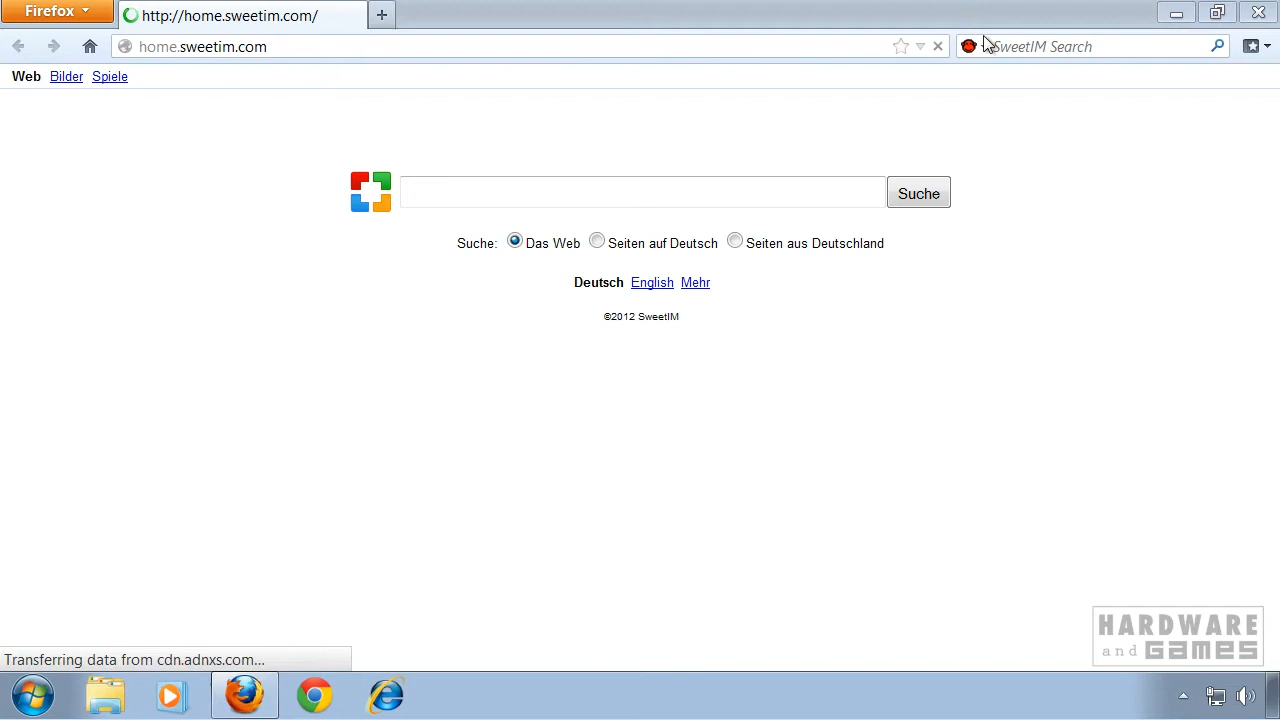 Firefox
http://home.sweetim.com/
home.sweetim.com
SweetIM Search
Web Bilder Spiele
Suche
Suche: Das Web Seiten auf Deutsch Seiten aus Deutschland
Deutsch English Mehr
©2012 SweetIM
HARDWARE
and GAMES
Transferring data from cdn.adnxs.com...